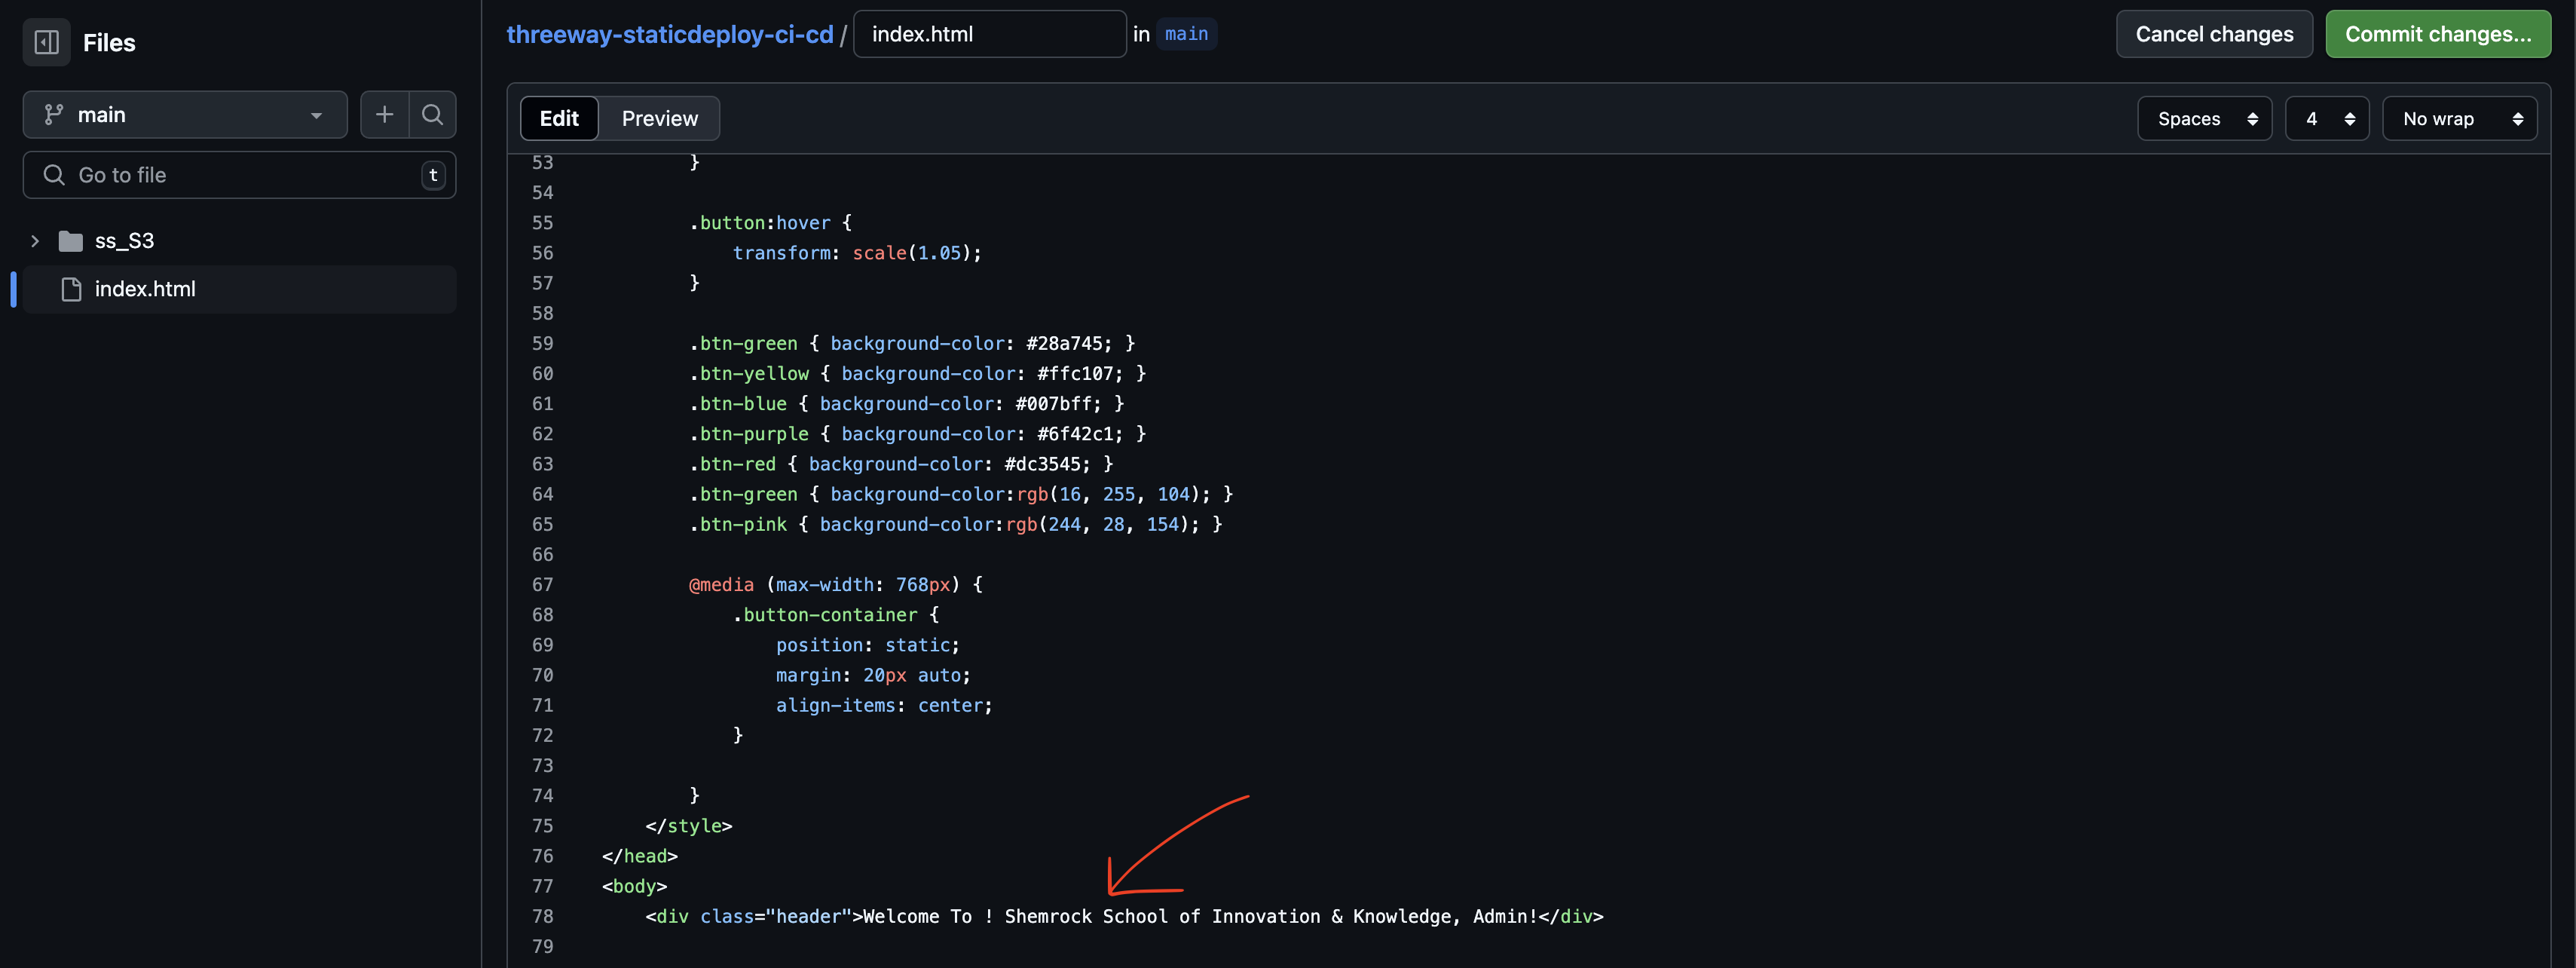 Files
threeway-staticdeploy-ci-cd / index.html in main
Cancel changes
Commit changes...
main
Go to file
t
ss_S3
index.html
Edit
Preview
Spaces
4
No wrap
53 }
54
55 .button:hover {
56 transform: scale(1.05);
57 }
58
59 .btn-green { background-color: #28a745; }
60 .btn-yellow { background-color: #ffc107; }
61 .btn-blue { background-color: #007bff; }
62 .btn-purple { background-color: #6f42c1; }
63 .btn-red { background-color: #dc3545; }
64 .btn-green { background-color:rgb(16, 255, 104); }
65 .btn-pink { background-color:rgb(244, 28, 154); }
66
67 @media (max-width: 768px) {
68 .button-container {
69 position: static;
70 margin: 20px auto;
71 align-items: center;
72 }
73
74 }
75 </style>
76 </head>
77 <body>
78 <div class="header">Welcome To ! Shemrock School of Innovation & Knowledge, Admin!</div>
79